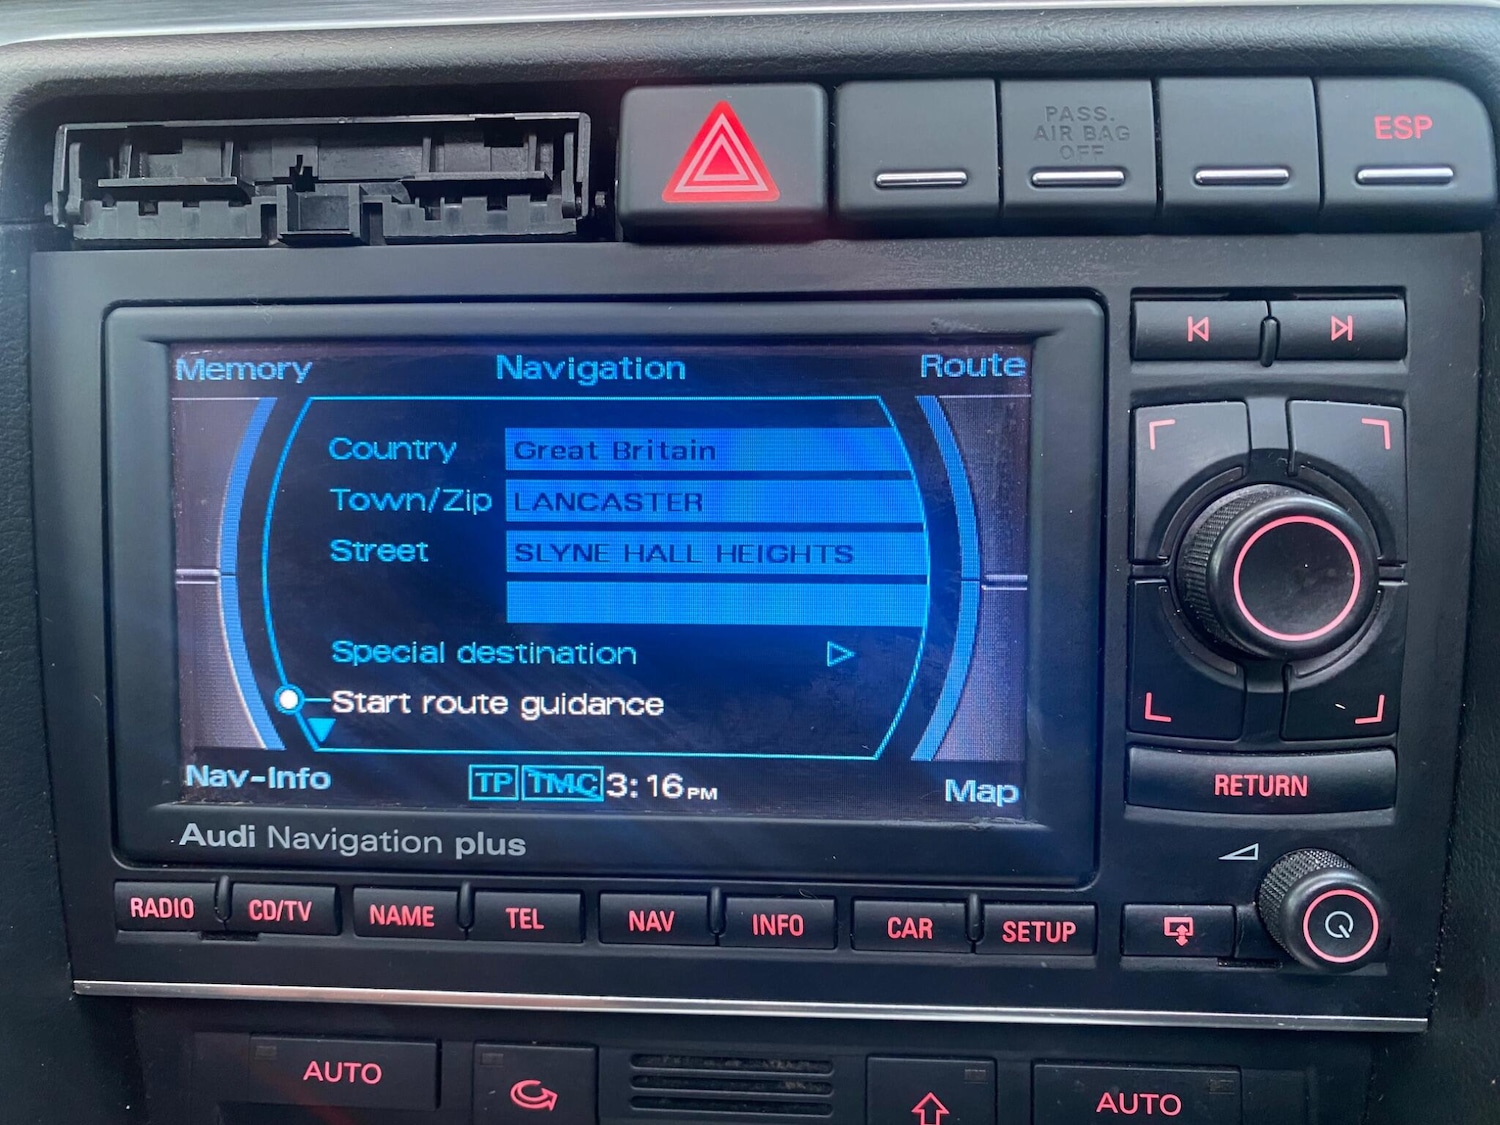 PASS.
AIR BAG
OFF
ESP
Memory
Navigation
Route
Country Great Britain
Town/Zip LANCASTER
Street SLYNE HALL HEIGHTS
Special destination
Start route guidance
Nav-Info
TP TMC 3:16 PM
Map
Audi Navigation plus
RETURN
RADIO
CD/TV
NAME
TEL
NAV
INFO
CAR
SETUP
AUTO
AUTO